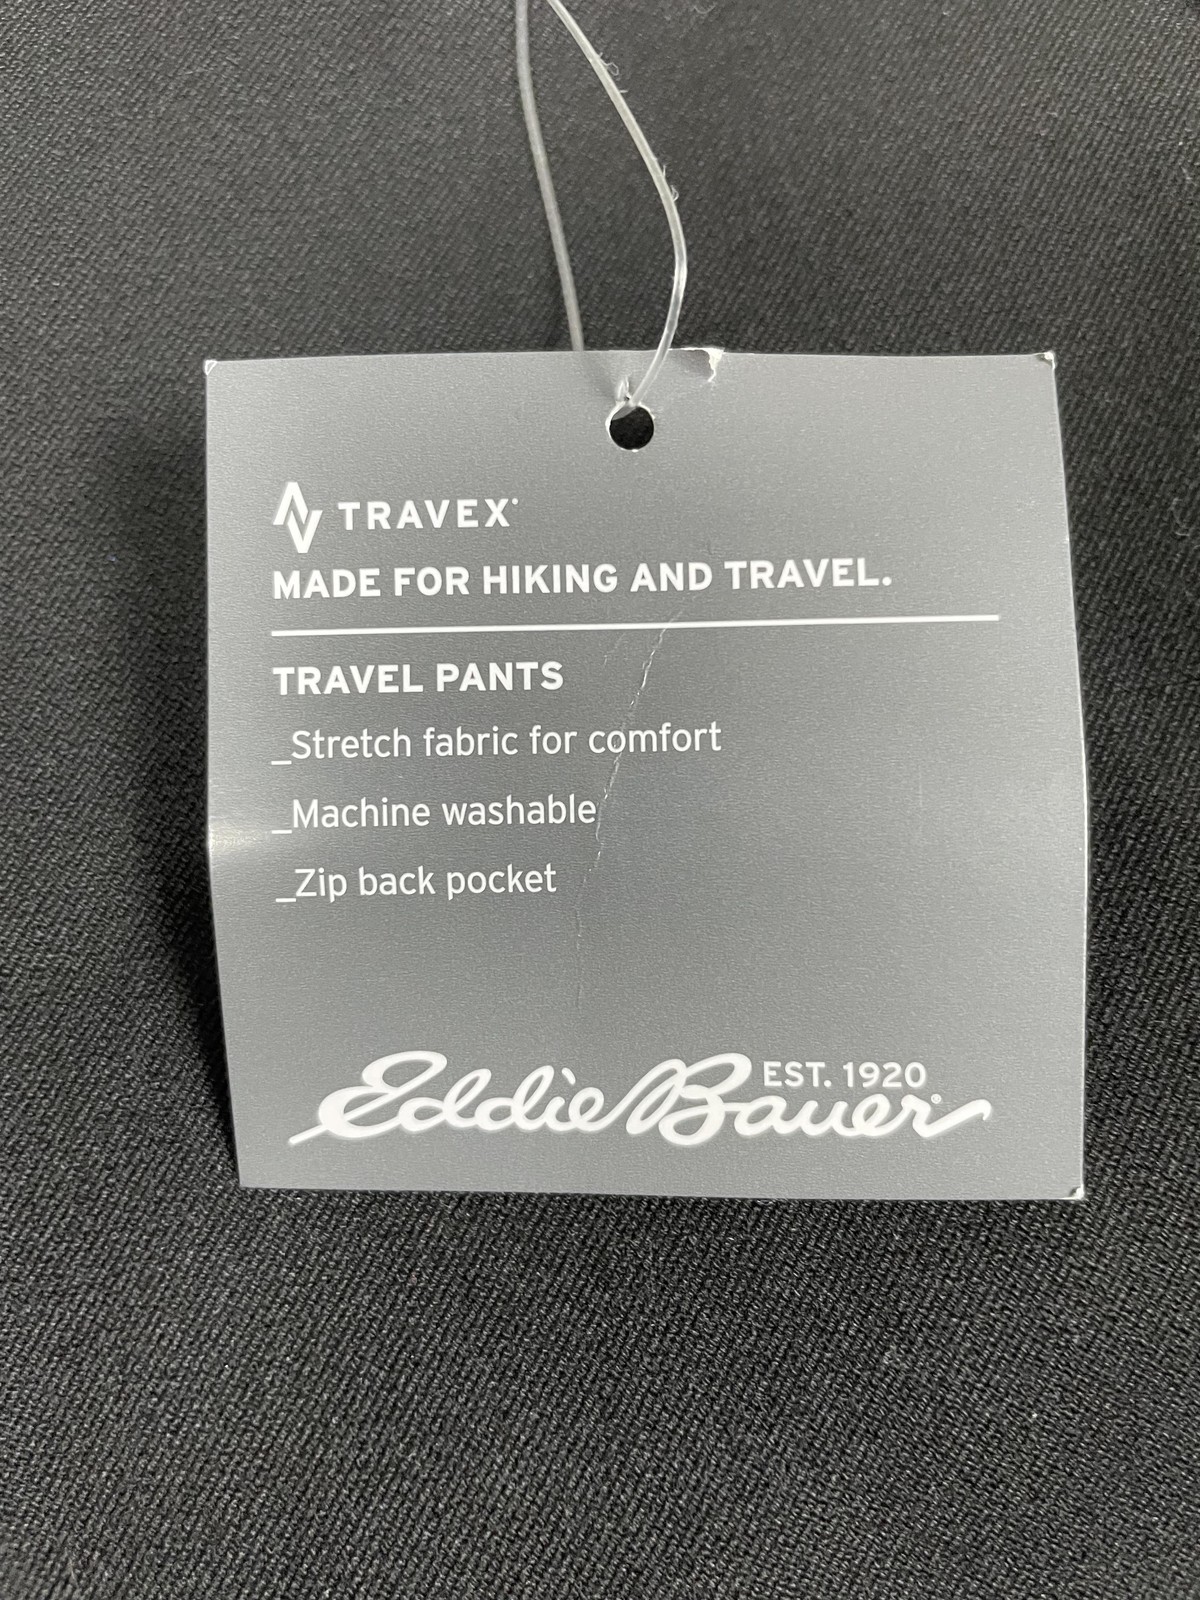 TRAVEX®
MADE FOR HIKING AND TRAVEL.
TRAVEL PANTS
_Stretch fabric for comfort
_Machine washable
_Zip back pocket
EST. 1920
Eddie Bauer®